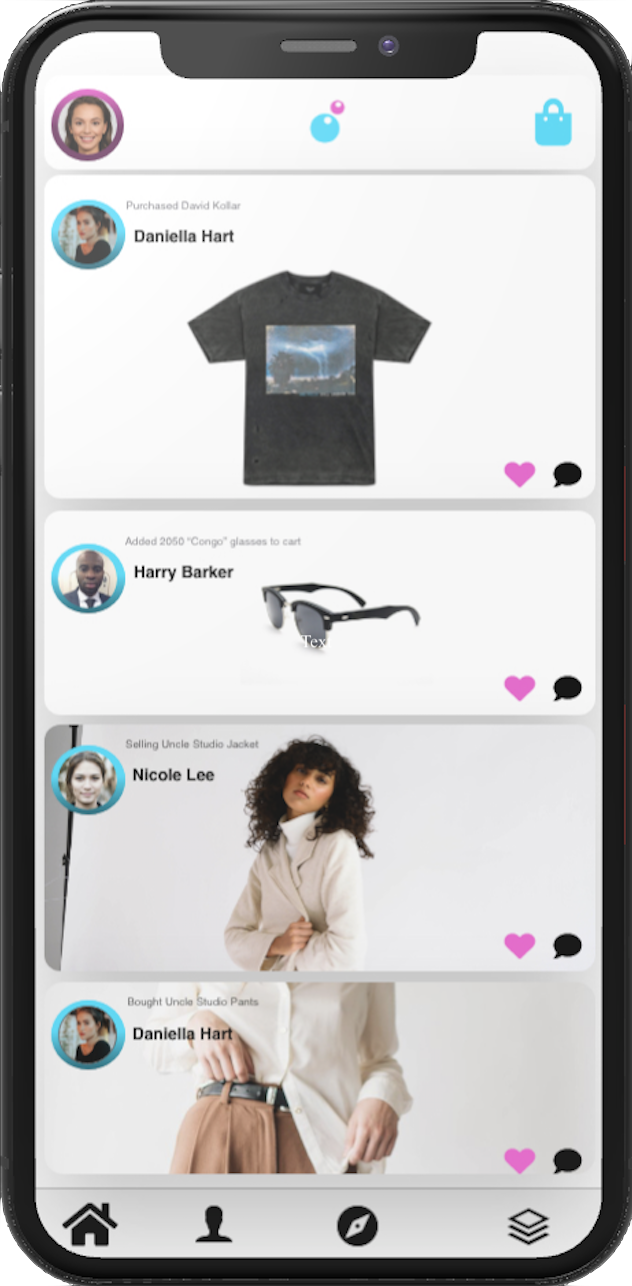 Purchased David Kollar
Daniella Hart
Added 2050 “Congo” glasses to cart
Harry Barker
Tex
Selling Uncle Studio Jacket
Nicole Lee
Bought Uncle Studio Pants
Daniella Hart